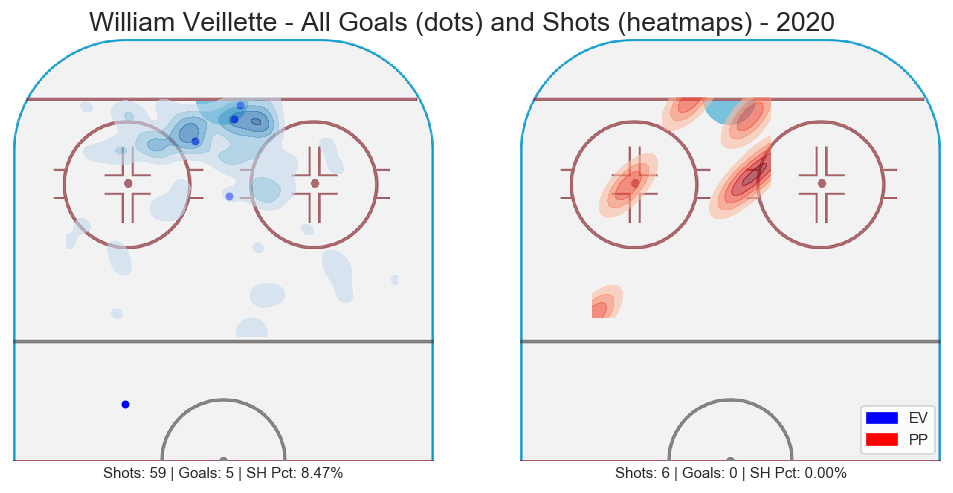 William Veillette - All Goals (dots) and Shots (heatmaps) - 2020
EV
PP
Shots: 59 | Goals: 5 | SH Pct: 8.47%
Shots: 6 | Goals: 0 | SH Pct: 0.00%